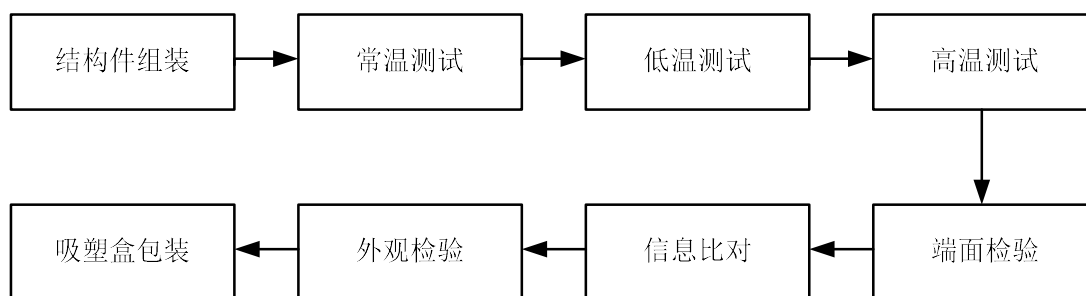 结构件组装
常温测试
低温测试
高温测试
端面检验
信息比对
外观检验
吸塑盒包装